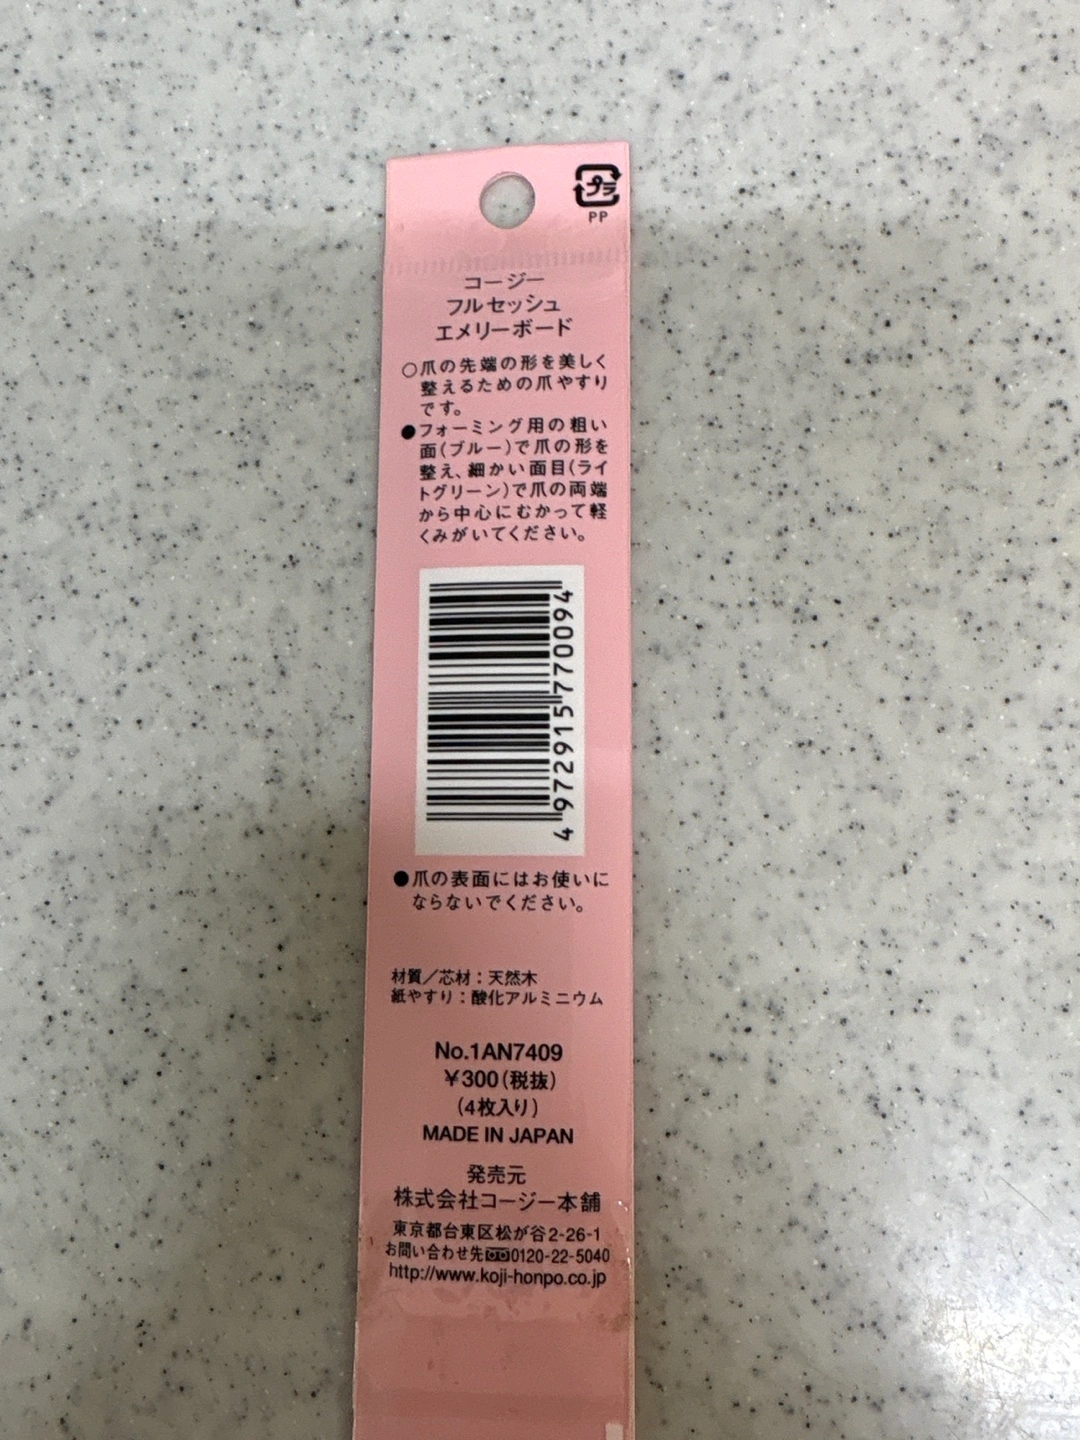 プラ
PP
コージー
フルセッシュ
エメリーボード
○爪の先端の形を美しく
整えるための爪やすり
です。
●フォーミング用の粗い
面(ブルー)で爪の形を
整え、細かい面目(ライ
トグリーン)で爪の両端
から中心にむかって軽
くみがいてください。
4972915770094
●爪の表面にはお使いに
ならないでください。
材質／芯材：天然木
紙やすり：酸化アルミニウム
No.1AN7409
¥300(税抜)
(4枚入り)
MADE IN JAPAN
発売元
株式会社コージー本舗
東京都台東区松が谷2-26-1
お問い合わせ先0120-22-5040
http://www.koji-honpo.co.jp